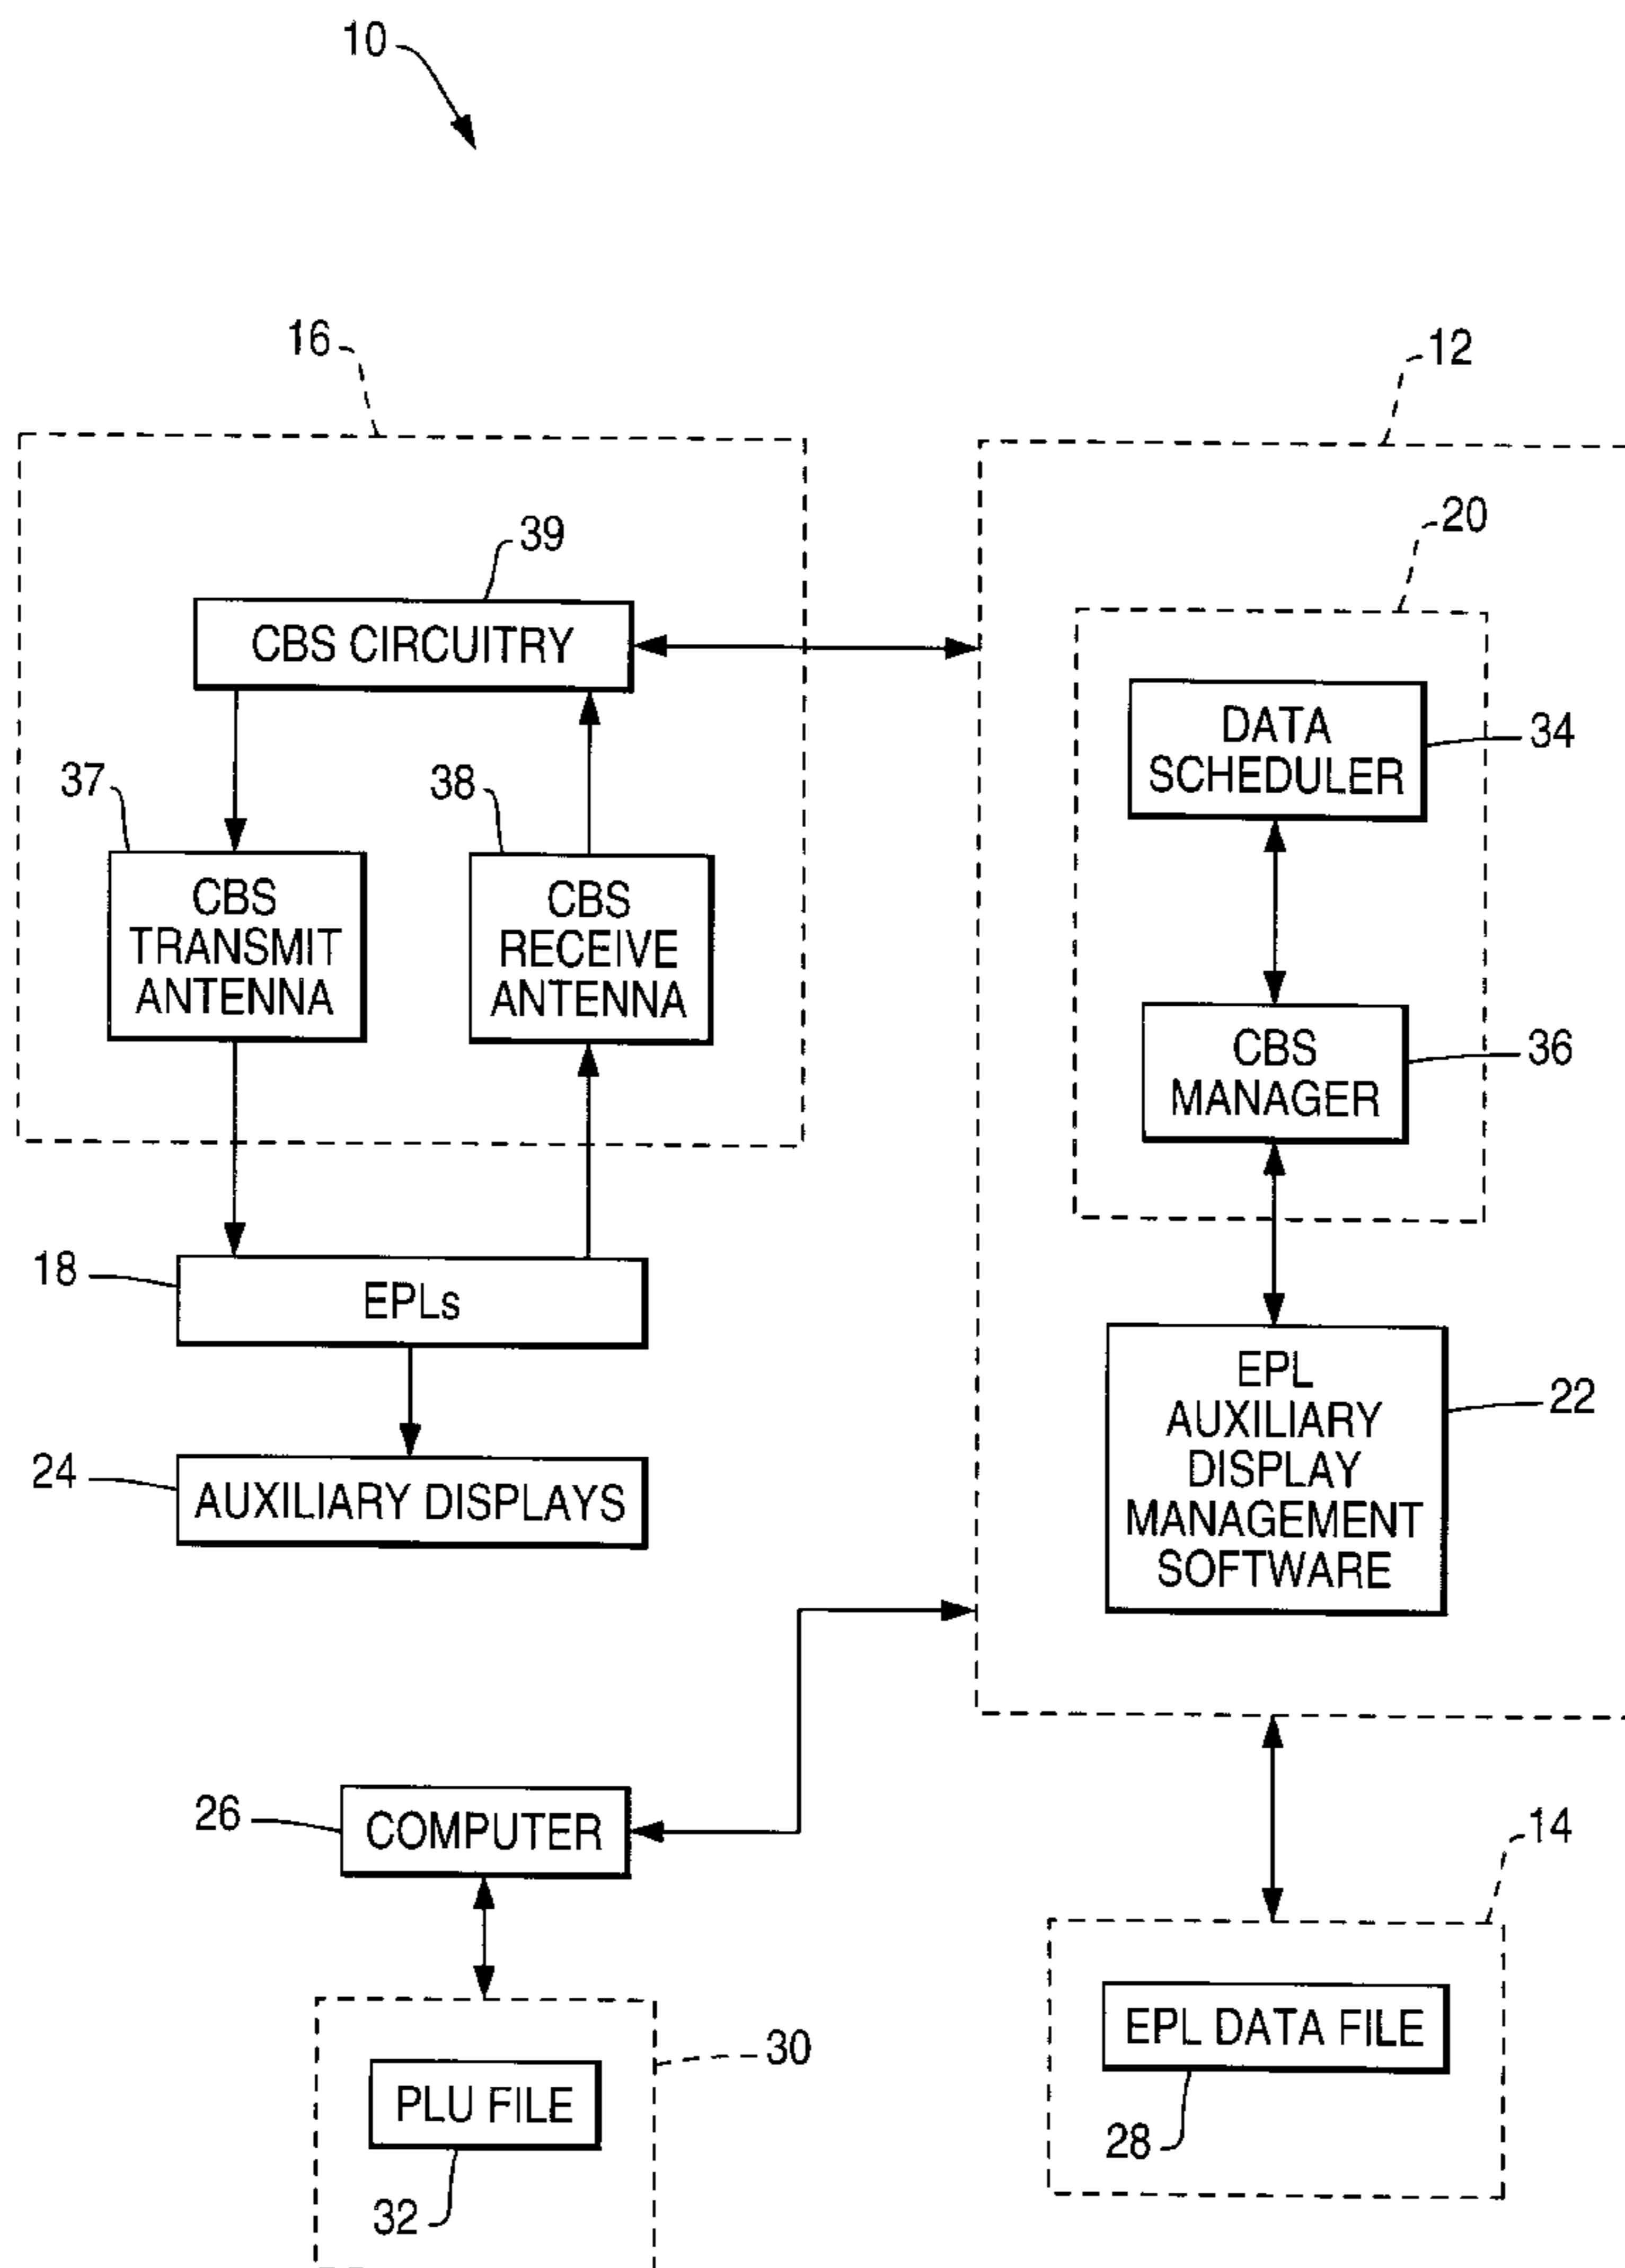 10
16
12
20
39
CBS CIRCUITRY
DATA
SCHEDULER
34
37
38
CBS
TRANSMIT
ANTENNA
CBS
RECEIVE
ANTENNA
CBS
MANAGER
36
18
EPLs
EPL
AUXILIARY
DISPLAY
MANAGEMENT
SOFTWARE
22
24
AUXILIARY DISPLAYS
26
COMPUTER
14
EPL DATA FILE
28
30
PLU FILE
32